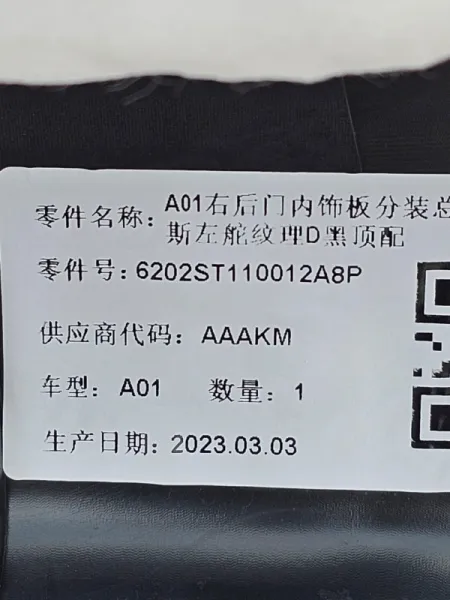 零件名称: A01右后门内饰板分装总
斯左舵纹理D黑顶配
零件号: 6202ST110012A8P
供应商代码: AAAKM
车型: A01 数量: 1
生产日期: 2023.03.03